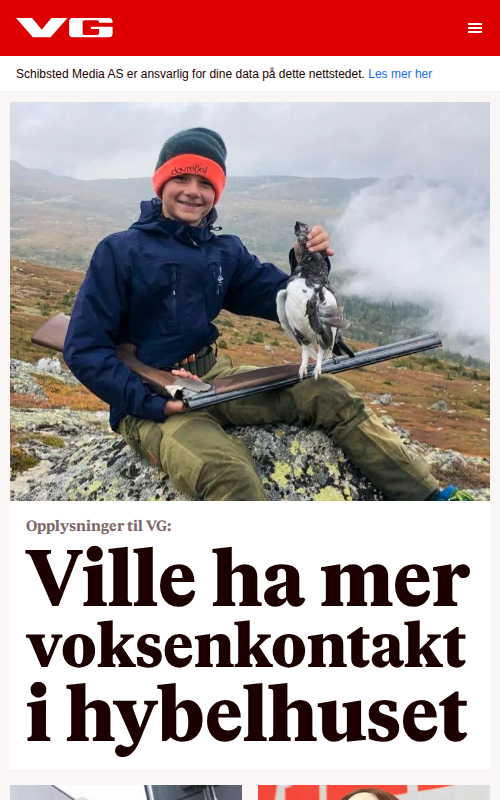 VG
Schibsted Media AS er ansvarlig for dine data på dette nettstedet. Les mer her
dovrefjell
Opplysninger til VG:
Ville ha mer
voksenkontakt
i hybelhuset